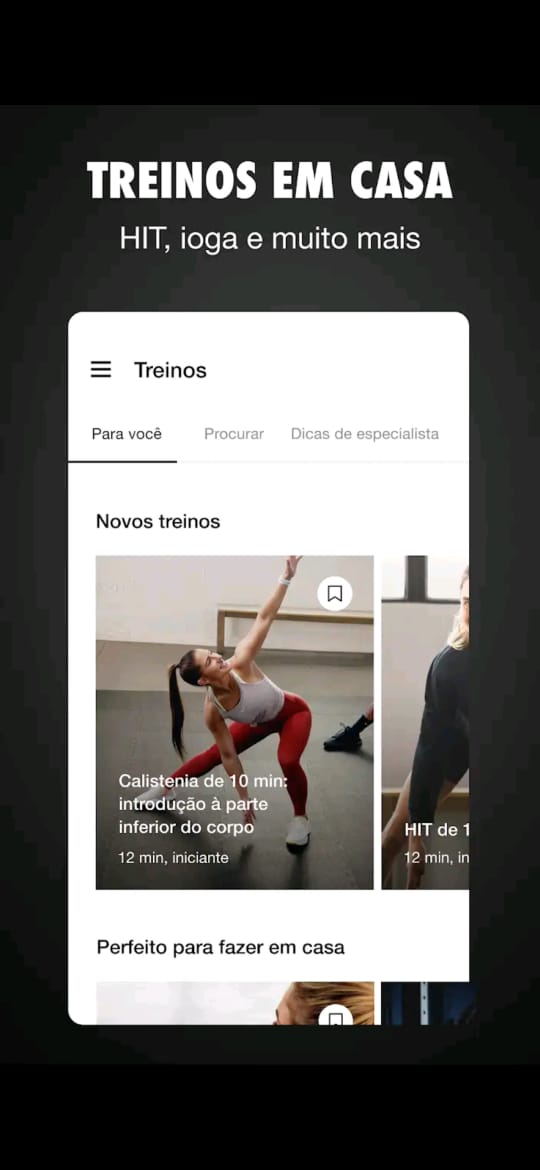 TREINOS EM CASA
HIT, ioga e muito mais
Treinos
Para você
Procurar
Dicas de especialista
Novos treinos
Calistenia de 10 min:
introdução à parte
inferior do corpo
12 min, iniciante
HIT de 1
12 min, in
Perfeito para fazer em casa